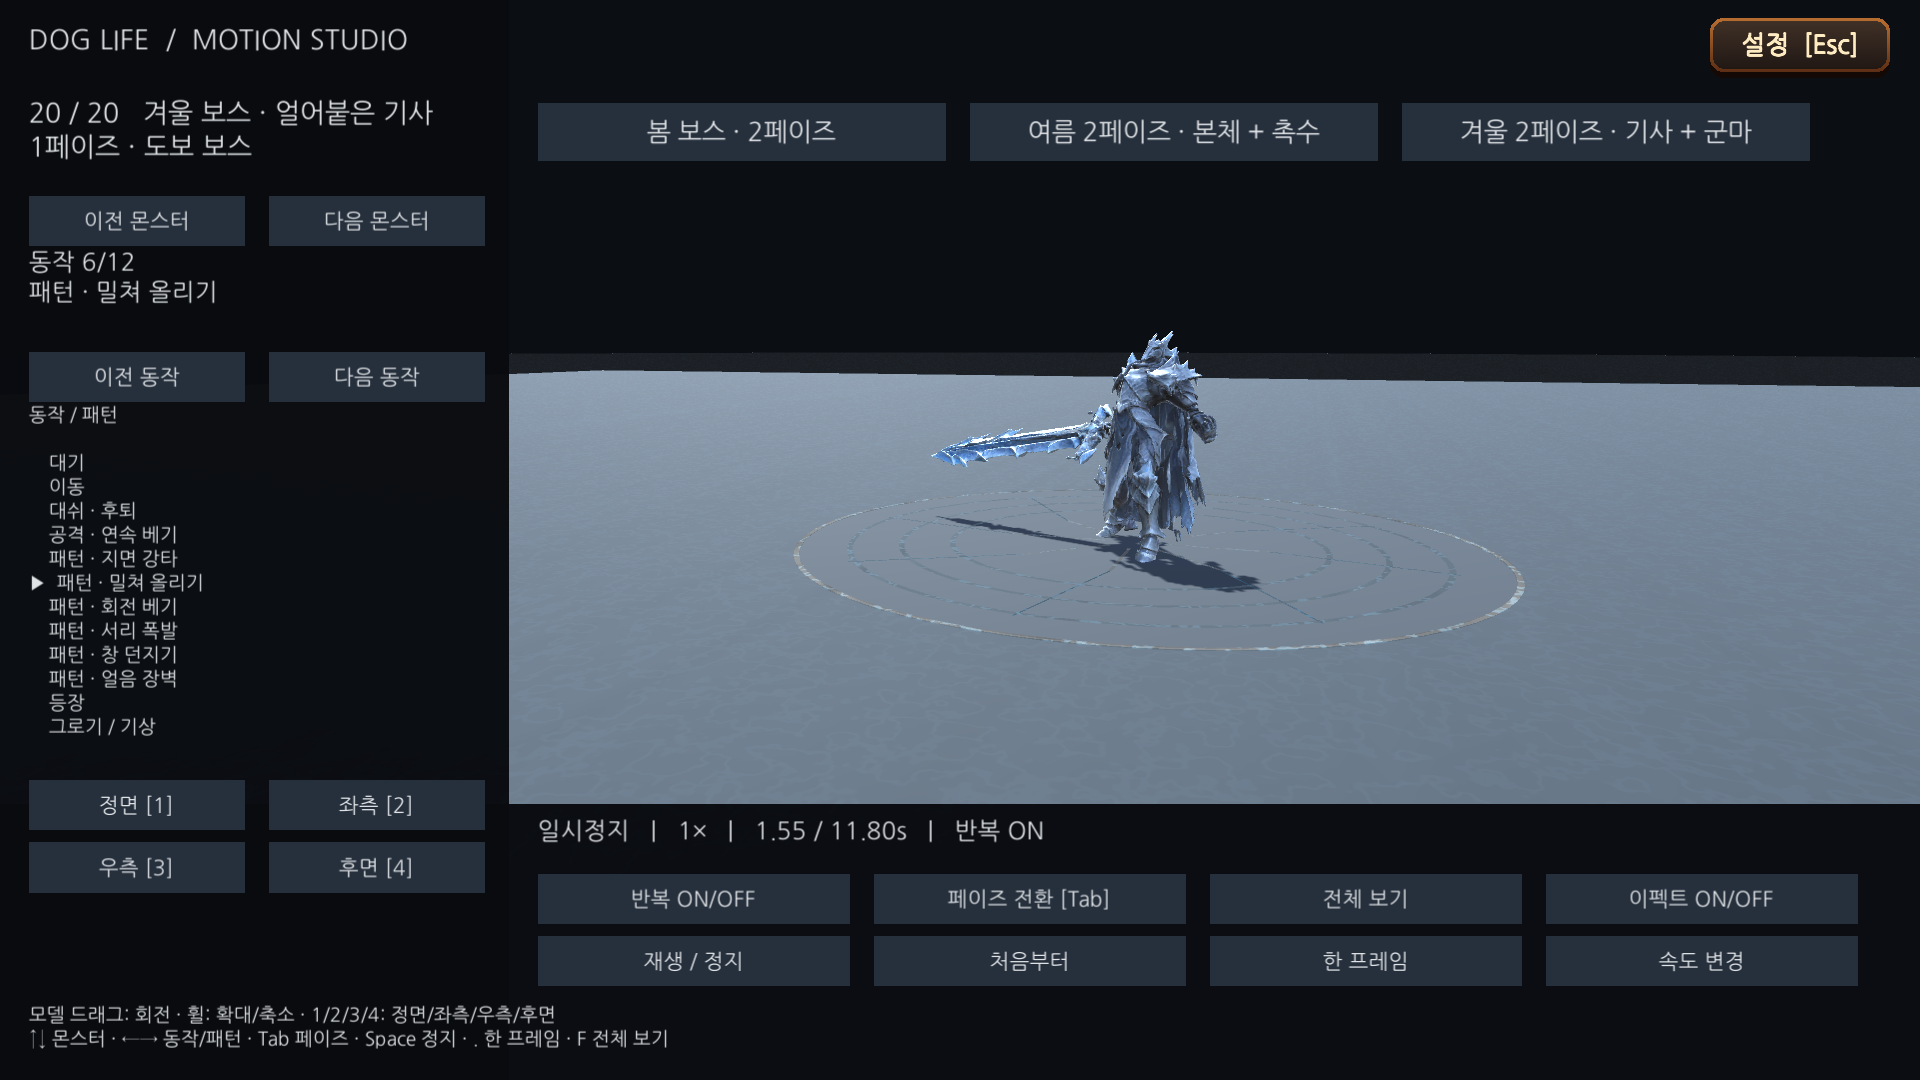 DOG LIFE / MOTION STUDIO
설정 [Esc]
20 / 20 겨울 보스 · 얼어붙은 기사
1페이즈 · 도보 보스
봄 보스 · 2페이즈
여름 2페이즈 · 본체 + 촉수
겨울 2페이즈 · 기사 + 군마
이전 몬스터
다음 몬스터
동작 6/12
패턴 · 밀쳐 올리기
이전 동작
다음 동작
동작 / 패턴
대기
이동
대쉬 · 후퇴
공격 · 연속 베기
패턴 · 지면 강타
▶ 패턴 · 밀쳐 올리기
패턴 · 회전 베기
패턴 · 서리 폭발
패턴 · 창 던지기
패턴 · 얼음 장벽
등장
그로기 / 기상
정면 [1]
좌측 [2]
우측 [3]
후면 [4]
일시정지 | 1× | 1.55 / 11.80s | 반복 ON
반복 ON/OFF
페이즈 전환 [Tab]
전체 보기
이펙트 ON/OFF
재생 / 정지
처음부터
한 프레임
속도 변경
모델 드래그: 회전 · 휠: 확대/축소 · 1/2/3/4: 정면/좌측/우측/후면
↑↓ 몬스터 · ←→ 동작/패턴 · Tab 페이즈 · Space 정지 · . 한 프레임 · F 전체 보기